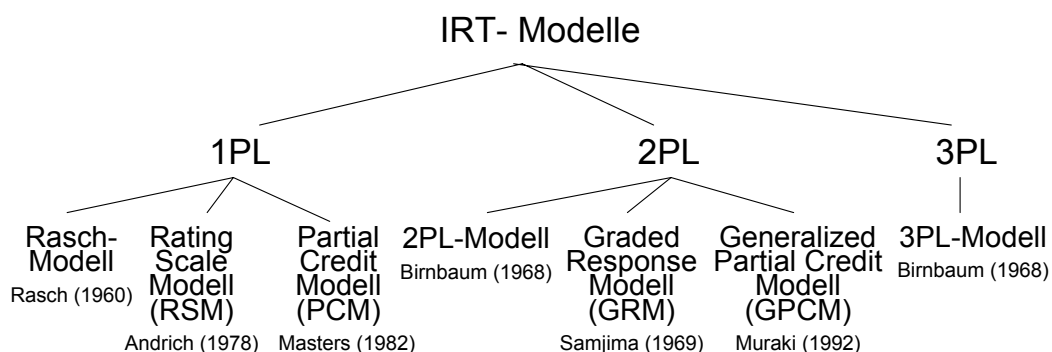 IRT- Modelle
1PL
2PL
3PL
Rasch-
Modell
Rasch (1960)
Rating
Scale
Modell
(RSM)
Andrich (1978)
Partial
Credit
Modell
(PCM)
Masters (1982)
2PL-Modell
Birnbaum (1968)
Graded
Response
Modell
(GRM)
Samjima (1969)
Generalized
Partial Credit
Modell
(GPCM)
Muraki (1992)
3PL-Modell
Birnbaum (1968)